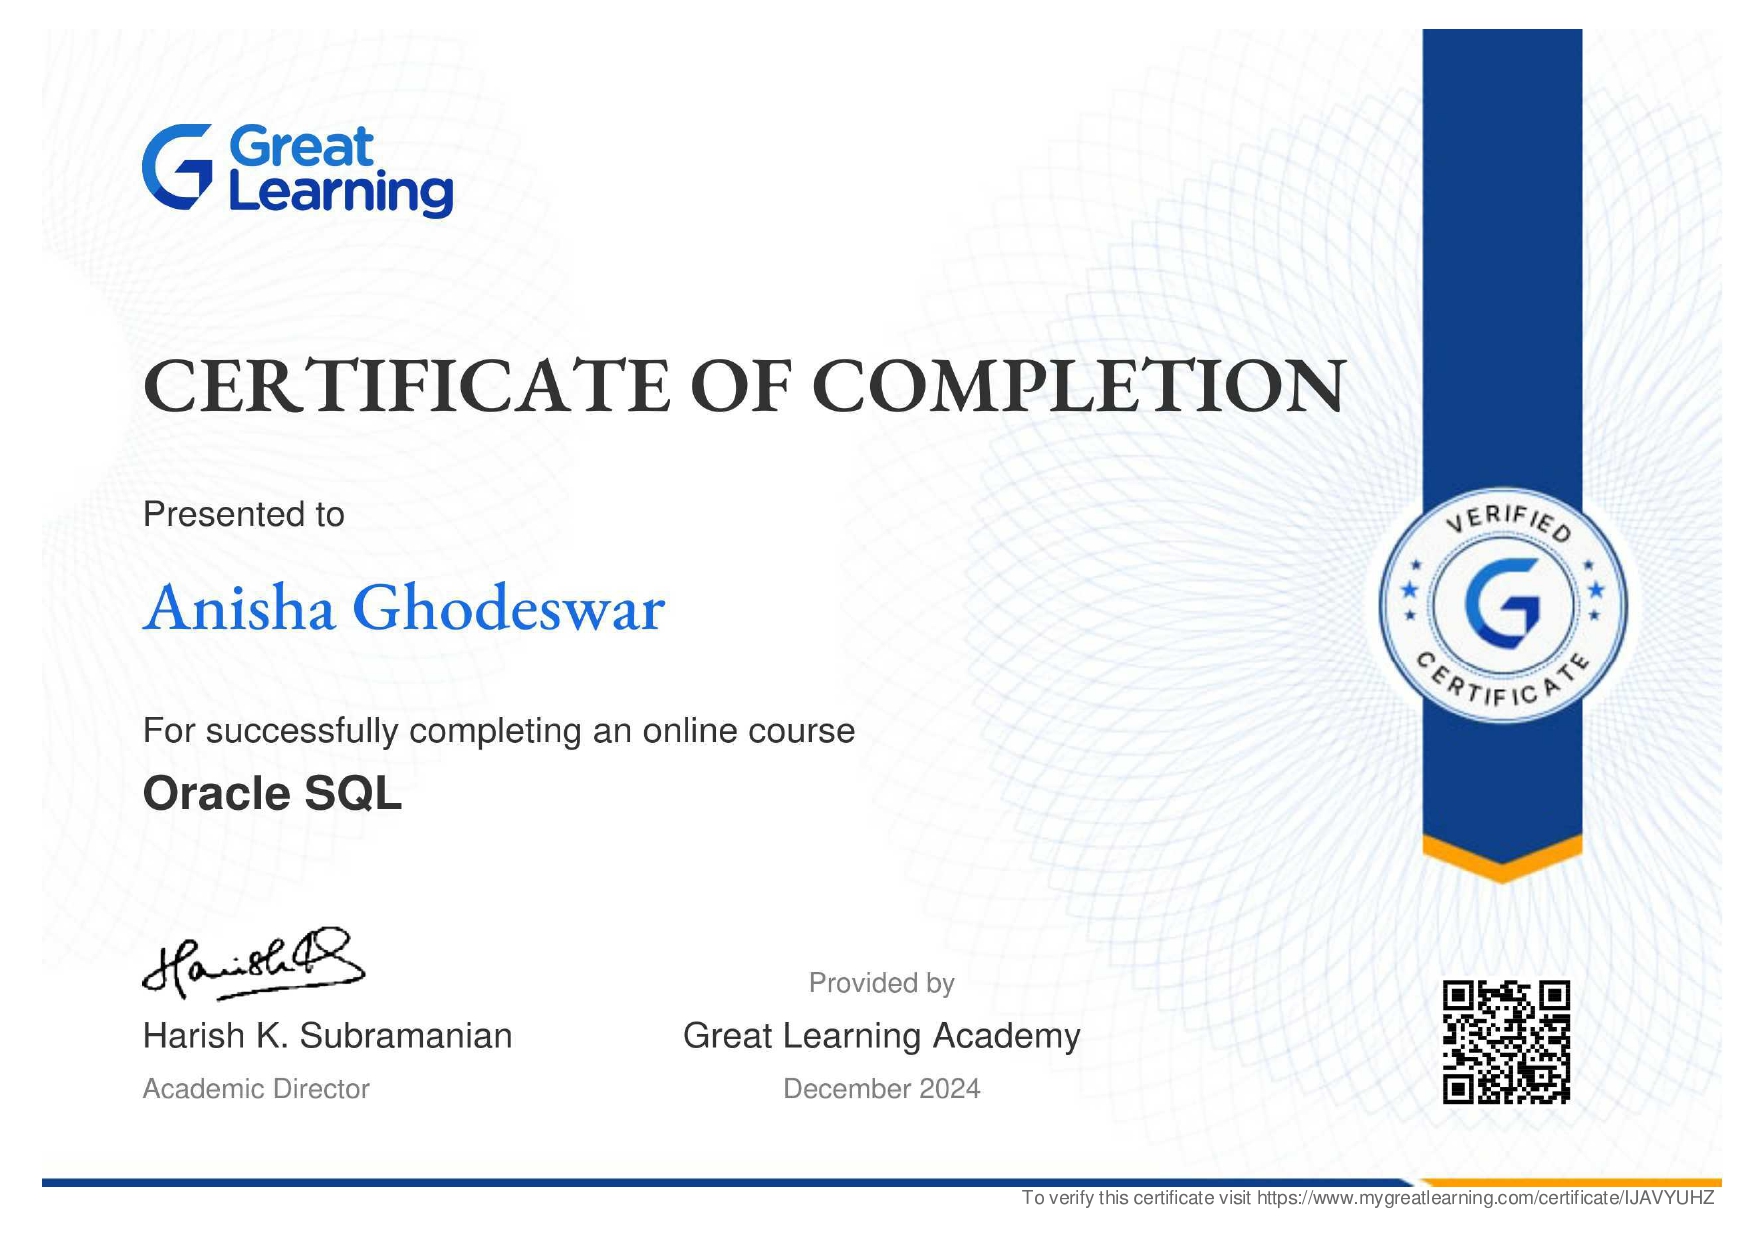 Great
Learning
CERTIFICATE OF COMPLETION
Presented to
Anisha Ghodeswar
For successfully completing an online course
Oracle SQL
VERIFIED
CERTIFICATE
Harish K. Subramanian
Academic Director
Provided by
Great Learning Academy
December 2024
To verify this certificate visit https://www.mygreatlearning.com/certificate/IJAVYUHZ